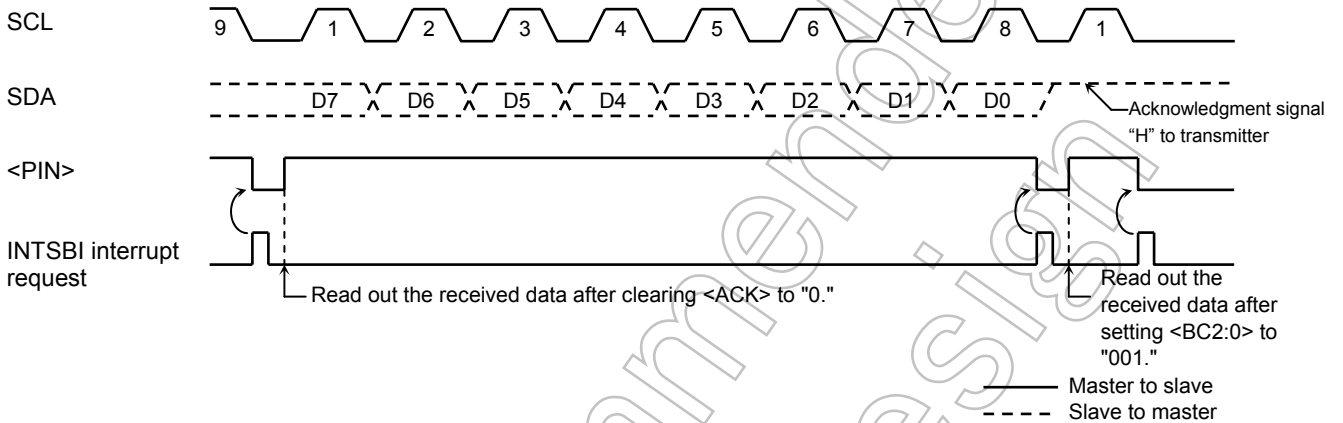 SCL 9 1 2 3 4 5 6 7 8 1
SDA D7 D6 D5 D4 D3 D2 D1 D0
Acknowledgment signal
"H" to transmitter
<PIN>
INTSBI interrupt
request
Read out the received data after clearing <ACK> to "0."
Read out the
received data after
setting <BC2:0> to
"001."
Master to slave
Slave to master